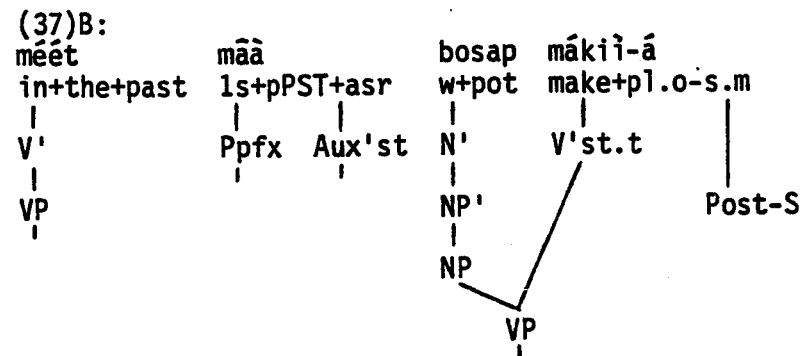 (37)B:
méét mâà bosap mákiì-á
in+the+past 1s+pPST+asr w+pot make+pl.o-s.m
V' Ppfx Aux'st N' V'st.t
VP NP' Post-S
NP
VP